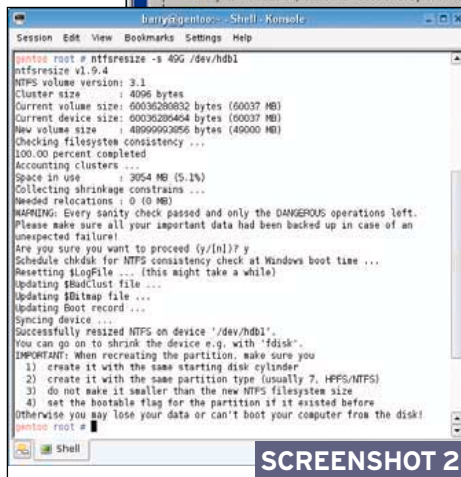 barry@gentoo:~ - Shell - Konsole
Session Edit View Bookmarks Settings Help
gentoo root # ntfsresize -s 49G /dev/hdb1
ntfsresize v1.9.4
NTFS volume version: 3.1
Cluster size : 4096 bytes
Current volume size: 60036280832 bytes (60037 MB)
Current device size: 60036286464 bytes (60037 MB)
New volume size : 48999993856 bytes (49000 MB)
Checking filesystem consistency ...
100.00 percent completed
Accounting clusters ...
Space in use : 3054 MB (5.1%)
Collecting shrinkage constrains ...
Needed relocations : 0 (0 MB)
WARNING: Every sanity check passed and only the DANGEROUS operations left.
Please make sure all your important data had been backed up in case of an
unexpected failure!
Are you sure you want to proceed (y/[n])? y
Schedule chkdsk for NTFS consistency check at Windows boot time ...
Resetting $LogFile ... (this might take a while)
Updating $BadClust file ...
Updating $Bitmap file ...
Updating Boot record ...
Syncing device ...
Successfully resized NTFS on device '/dev/hdb1'.
You can go on to shrink the device e.g. with 'fdisk'.
IMPORTANT: When recreating the partition, make sure you
1) create it with the same starting disk cylinder
2) create it with the same partition type (usually 7, HPFS/NTFS)
3) do not make it smaller than the new NTFS filesystem size
4) set the bootable flag for the partition if it existed before
Otherwise you may lose your data or can't boot your computer from the disk!
gentoo root #
Shell
SCREENSHOT 2